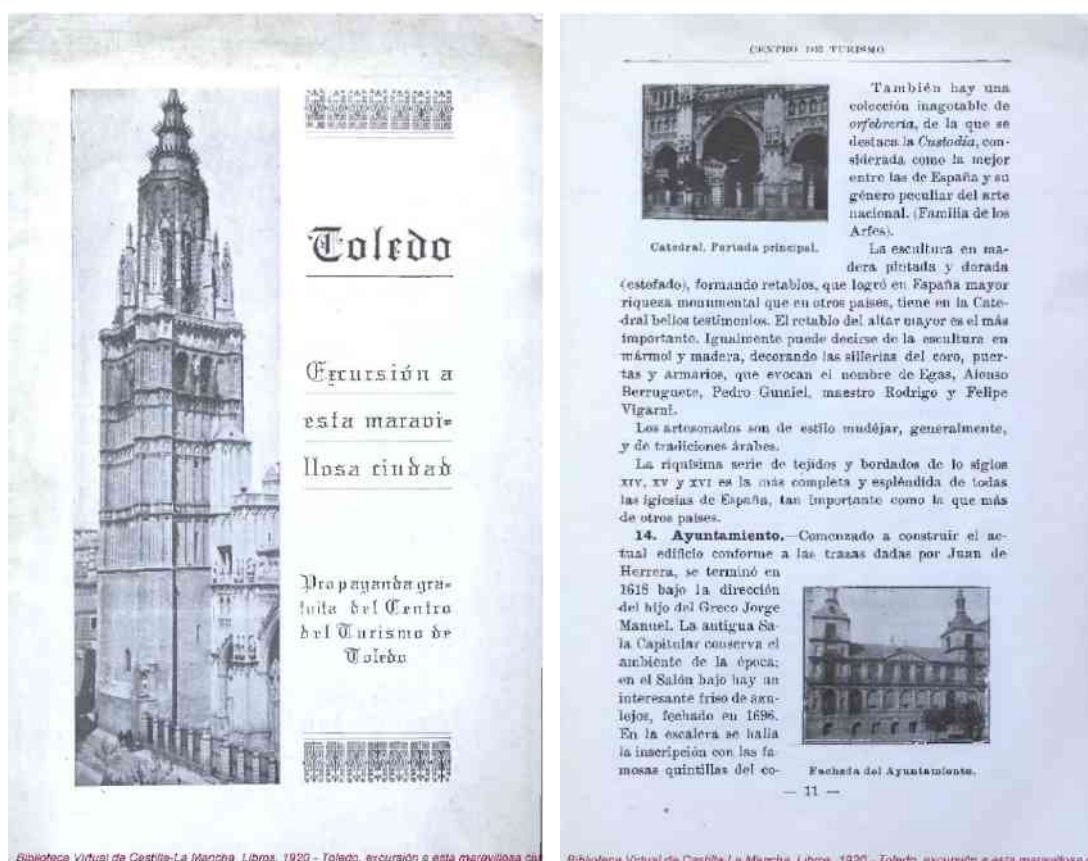 Toledo
Excursión a
esta maravi=
llosa ciudad
Propaganda gra=
tuita del Centro
del Turismo de
Toledo
Biblioteca Virtual de Castilla-La Mancha. Libros. 1920 - Toledo, excursión a esta maravillosa ciu
CENTRO DE TURISMO
También hay una
colección inagotable de
orfebrería, de la que se
destaca la Custodia, con-
siderada como la mejor
entre las de España y su
género peculiar del arte
nacional. (Familia de los
Arfes).
Catedral. Portada principal.
La escultura en ma-
dera pintada y dorada
(estofado), formando retablos, que logró en España mayor
riqueza monumental que en otros países, tiene en la Cate-
dral bellos testimonios. El retablo del altar mayor es el más
importante. Igualmente puede decirse de la escultura en
mármol y madera, decorando las sillerías del coro, puer-
tas y armarios, que evocan el nombre de Egas, Alonso
Berruguete, Pedro Gumiel, maestro Rodrigo y Felipe
Vigarni.
Los artesonados son de estilo mudéjar, generalmente,
y de tradiciones árabes.
La riquísima serie de tejidos y bordados de lo siglos
XIV, XV y XVI es la más completa y espléndida de todas
las iglesias de España, tan importante como la que más
de otros países.
14. Ayuntamiento.—Comenzado a construir el ac-
tual edificio conforme a las trazas dadas por Juan de
Herrera, se terminó en
1618 bajo la dirección
del hijo del Greco Jorge
Manuel. La antigua Sa-
la Capitular conserva el
ambiente de la época;
en el Salón bajo hay un
interesante friso de azu-
lejos, fechado en 1696.
En la escalera se halla
la inscripción con las fa-
mosas quintillas del co-
Fachada del Ayuntamiento.
— 11 —
Biblioteca Virtual de Castilla-La Mancha. Libros. 1920 - Toledo, excursión a esta maravillosa